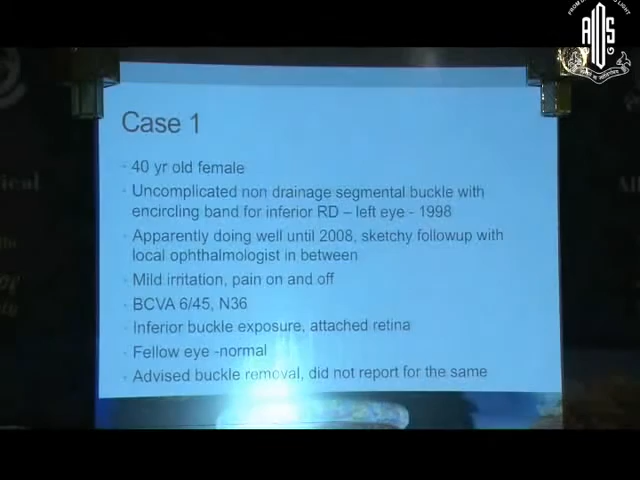 Case 1
- 40 yr old female
- Uncomplicated non drainage segmental buckle with
encircling band for inferior RD – left eye - 1998
- Apparently doing well until 2008, sketchy followup with
local ophthalmologist in between
- Mild irritation, pain on and off
- BCVA 6/45, N36
- Inferior buckle exposure, attached retina
- Fellow eye -normal
- Advised buckle removal, did not report for the same